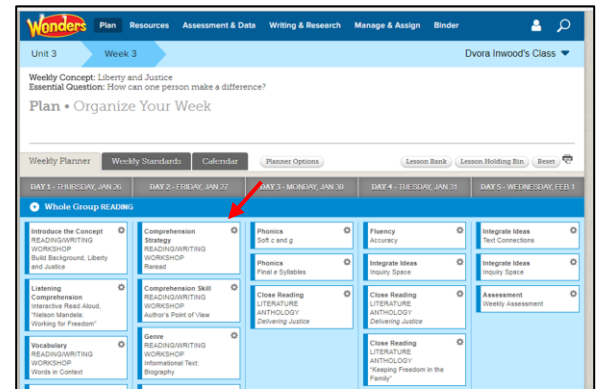 Wonders Plan Resources Assessment & Data Writing & Research Manage & Assign Binder
Unit 3 Week 3 Dvora Inwood's Class
Weekly Concept: Liberty and Justice
Essential Question: How can one person make a difference?
Plan • Organize Your Week
Weekly Planner Weekly Standards Calendar Planner Options Lesson Bank Lesson Holding Bin Reset
DAY 1 - THURSDAY, JAN 26 DAY 2 - FRIDAY, JAN 27 DAY 3 - MONDAY, JAN 30 DAY 4 - TUESDAY, JAN 31 DAY 5 - WEDNESDAY, FEB 1
Whole Group READING
Introduce the Concept
READING/WRITING
WORKSHOP
Build Background, Liberty
and Justice
Listening
Comprehension
Interactive Read Aloud,
"Nelson Mandela:
Working for Freedom"
Vocabulary
READING/WRITING
WORKSHOP
Words in Context
Comprehension
Strategy
READING/WRITING
WORKSHOP
Reread
Comprehension Skill
READING/WRITING
WORKSHOP
Author's Point of View
Genre
READING/WRITING
WORKSHOP
Informational Text:
Biography
Phonics
Soft c and g
Phonics
Final e Syllables
Close Reading
LITERATURE
ANTHOLOGY
Delivering Justice
Fluency
Accuracy
Integrate Ideas
Inquiry Space
Close Reading
LITERATURE
ANTHOLOGY
Delivering Justice
Close Reading
LITERATURE
ANTHOLOGY
"Keeping Freedom in the
Family"
Integrate Ideas
Text Connections
Integrate Ideas
Inquiry Space
Assessment
Weekly Assessment